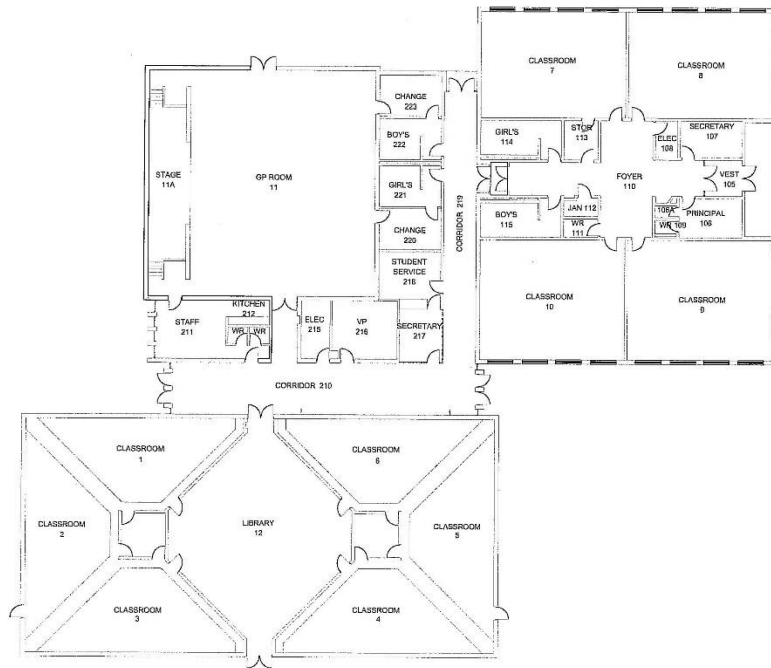 CLASSROOM
7
CLASSROOM
8
CHANGE
223
BOY'S
222
GIRL'S
114
STOR
113
ELEC
108
SECRETARY
107
STAGE
11A
GP ROOM
11
GIRL'S
221
CORRIDOR 219
FOYER
110
VEST
105
CHANGE
220
BOY'S
115
JAN 112
WR
111
106A
WR 109
PRINCIPAL
106
STUDENT
SERVICE
218
CLASSROOM
10
CLASSROOM
9
KITCHEN
212
STAFF
211
WR
WR
ELEC
215
VP
216
SECRETARY
217
CORRIDOR 210
CLASSROOM
1
CLASSROOM
6
CLASSROOM
2
LIBRARY
12
CLASSROOM
5
CLASSROOM
3
CLASSROOM
4